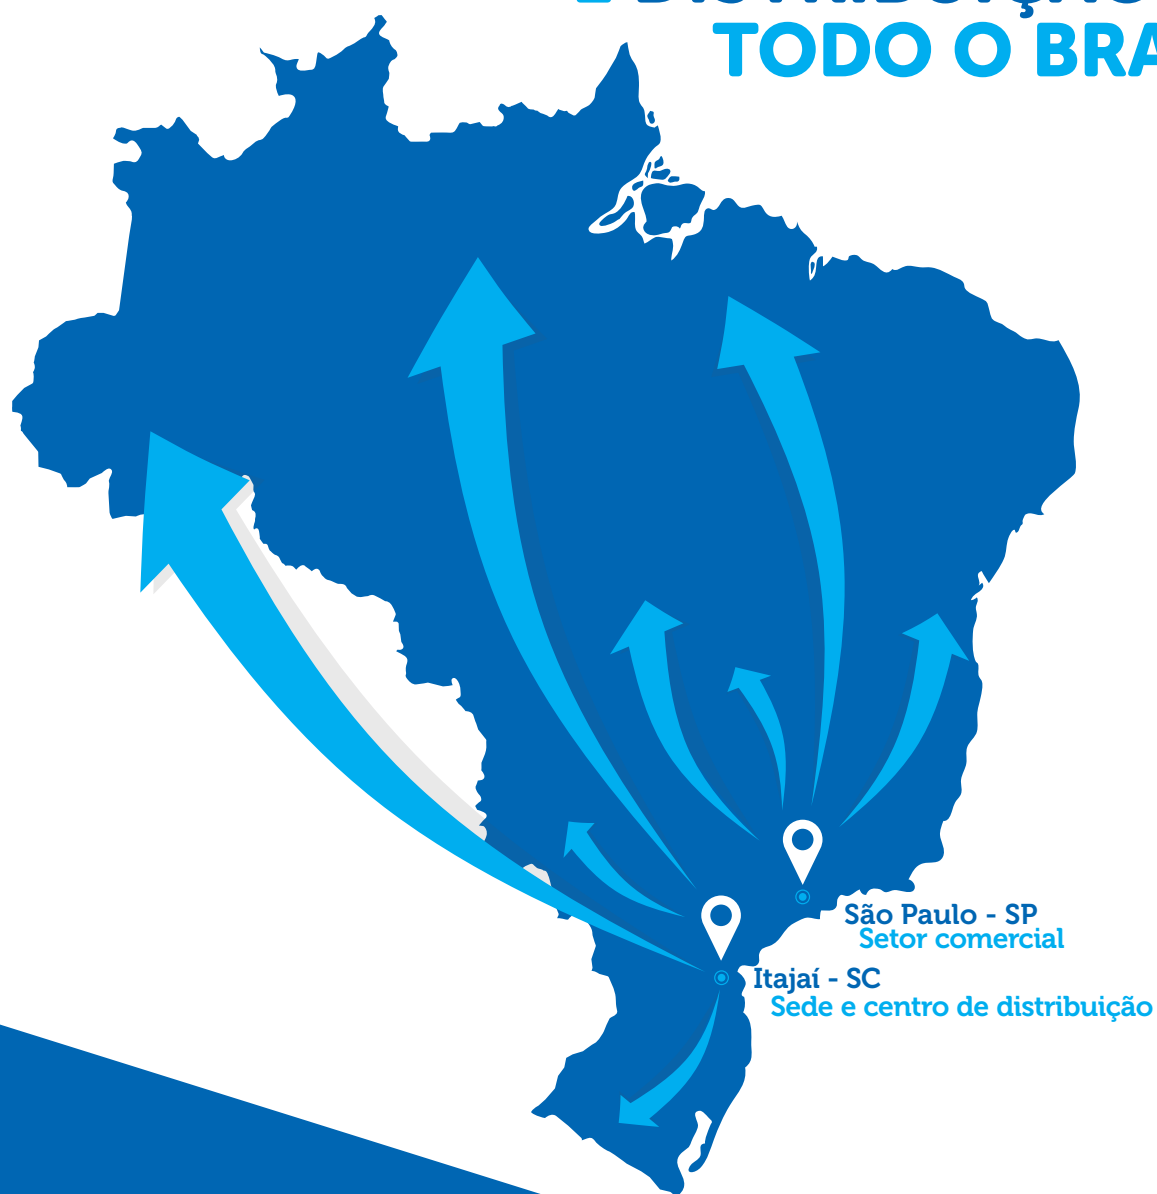 TODO O BRA
São Paulo - SP
Setor comercial
Itajaí - SC
Sede e centro de distribuição